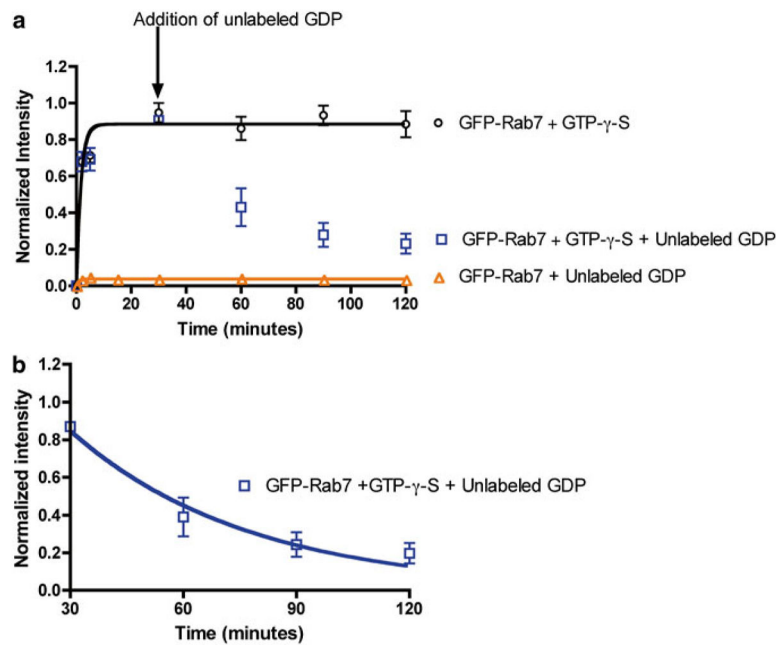 a
Addition of unlabeled GDP
Normalized Intensity
1.2
1.0
0.8
0.6
0.4
0.2
0.0
0 20 40 60 80 100 120
Time (minutes)
GFP-Rab7 + GTP-γ-S
GFP-Rab7 + GTP-γ-S + Unlabeled GDP
GFP-Rab7 + Unlabeled GDP
b
Normalized intensity
1.2
1.0
0.8
0.6
0.4
0.2
0.0
30 60 90 120
Time (minutes)
GFP-Rab7 +GTP-γ-S + Unlabeled GDP